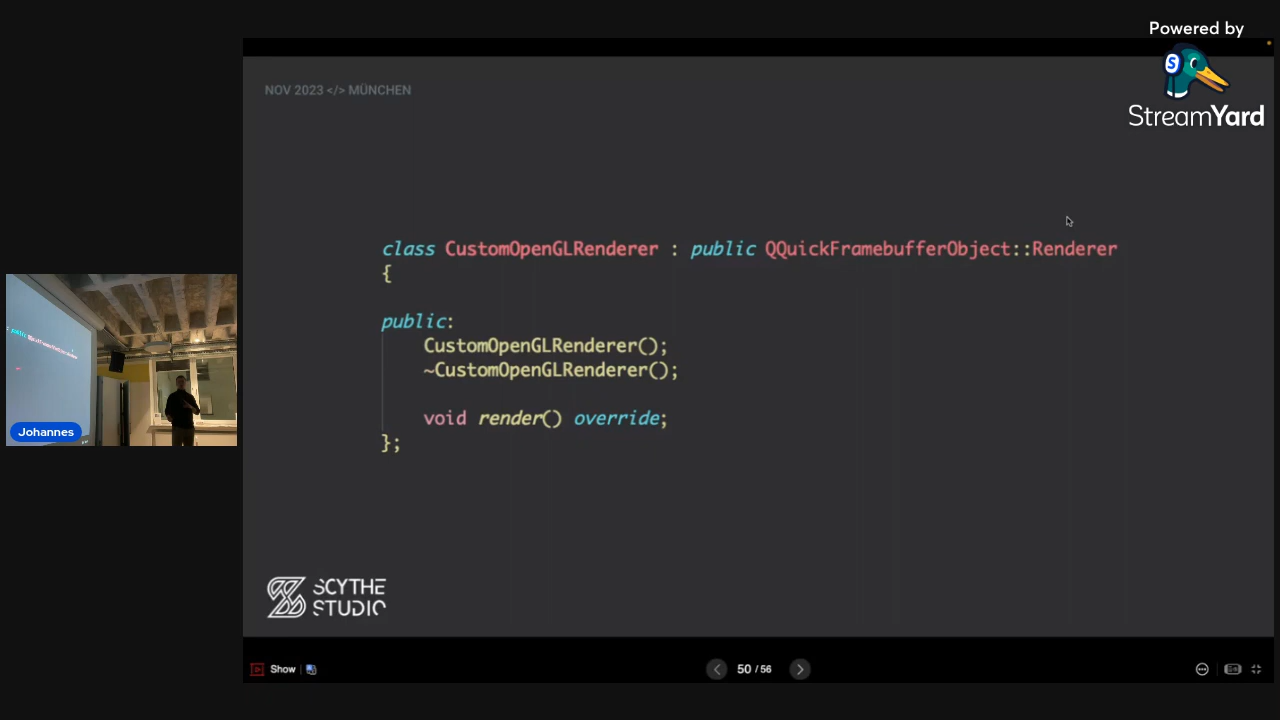 Powered by
StreamYard
NOV 2023 </> MÜNCHEN
class CustomOpenGLRenderer : public QQuickFramebufferObject::Renderer
{
public:
CustomOpenGLRenderer();
~CustomOpenGLRenderer();
void render() override;
};
Johannes
SCYTHE
STUDIO
Show
50 / 56